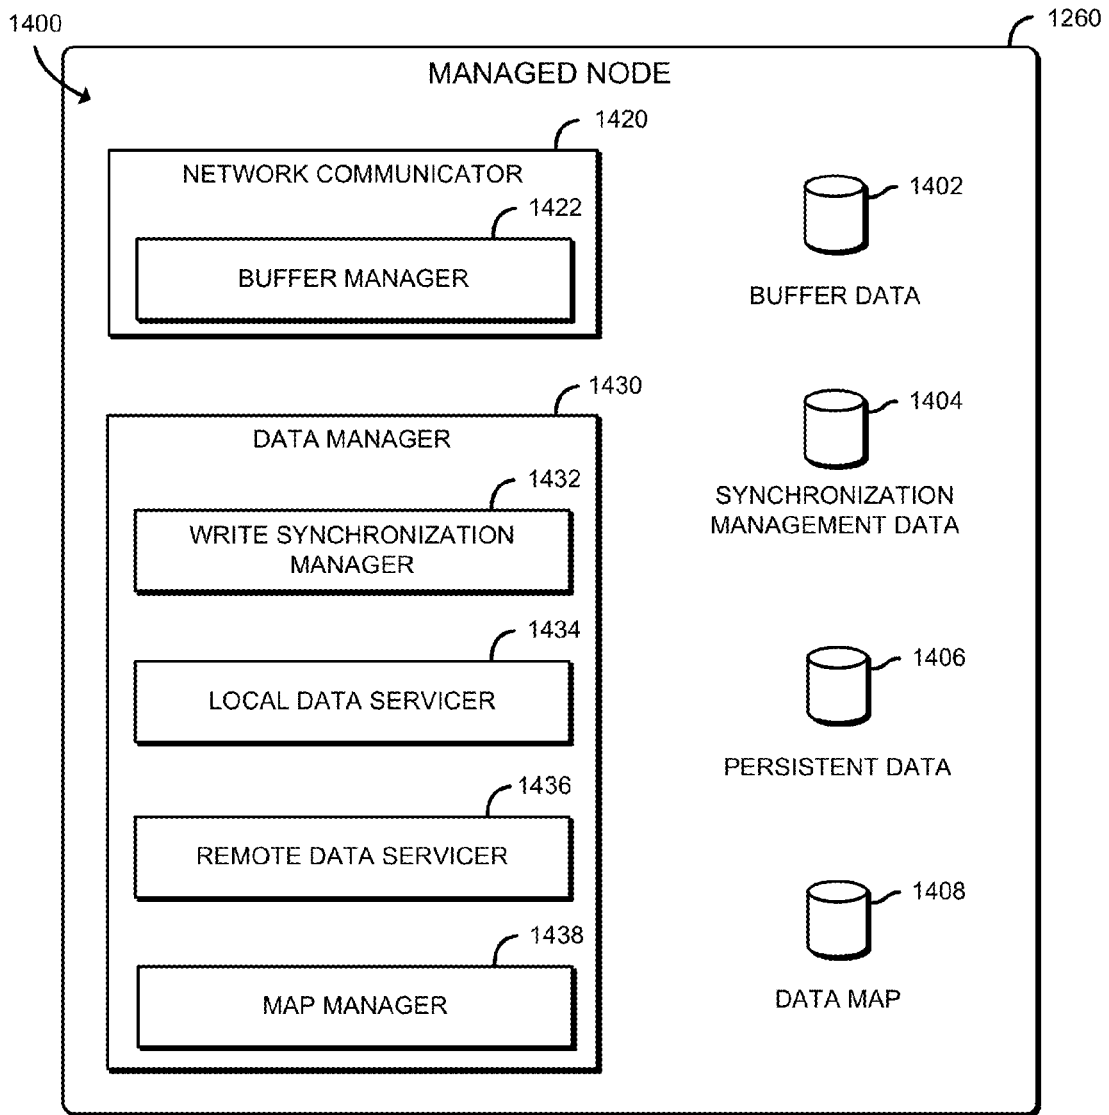 1400
1260
MANAGED NODE
1420
NETWORK COMMUNICATOR
1422
BUFFER MANAGER
1402
BUFFER DATA
1430
DATA MANAGER
1404
SYNCHRONIZATION
MANAGEMENT DATA
1432
WRITE SYNCHRONIZATION
MANAGER
1434
LOCAL DATA SERVICER
1406
PERSISTENT DATA
1436
REMOTE DATA SERVICER
1408
DATA MAP
1438
MAP MANAGER